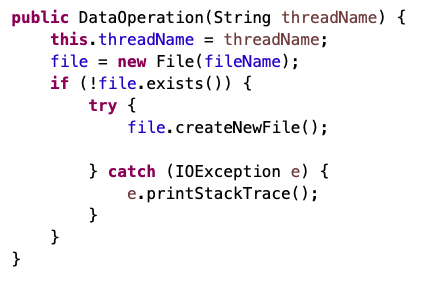 public DataOperation(String threadName) {
    this.threadName = threadName;
    file = new File(fileName);
    if (!file.exists()) {
        try {
            file.createNewFile();

        } catch (IOException e) {
            e.printStackTrace();
        }
    }
}